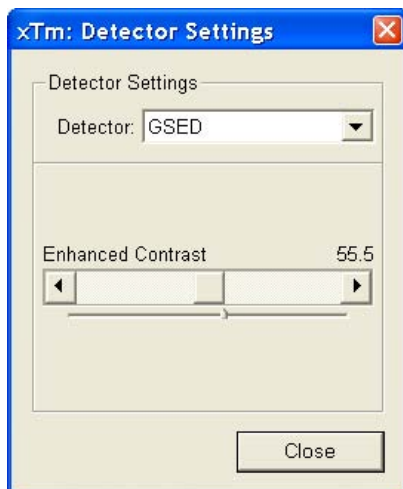 xTm: Detector Settings
Detector Settings
Detector: GSED
Enhanced Contrast 55.5
Close